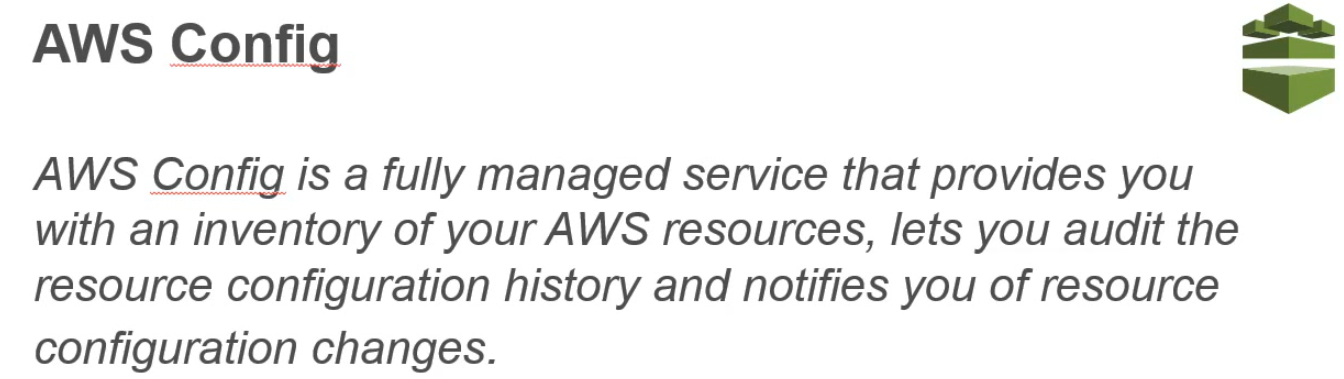 AWS Config
AWS Config is a fully managed service that provides you
with an inventory of your AWS resources, lets you audit the
resource configuration history and notifies you of resource
configuration changes.